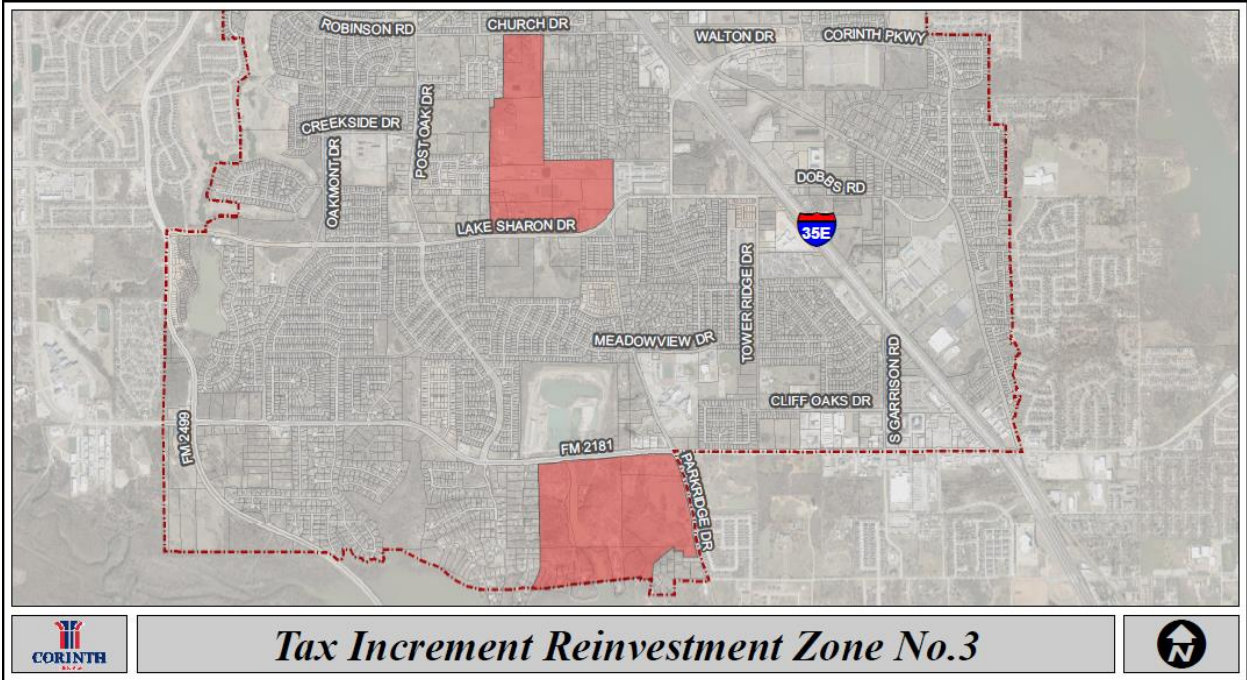 ROBINSON RD
CHURCH DR
WALTON DR
CORINTH PKWY
CREEKSIDE DR
OAKMONT DR
POST OAK DR
DOBBS RD
LAKE SHARON DR
35E
TOWER RIDGE DR
MEADOWVIEW DR
S GARRISON RD
CLIFF OAKS DR
FM 2499
FM 2181
PARKRIDGE DR
CORINTH
Tax Increment Reinvestment Zone No.3
N